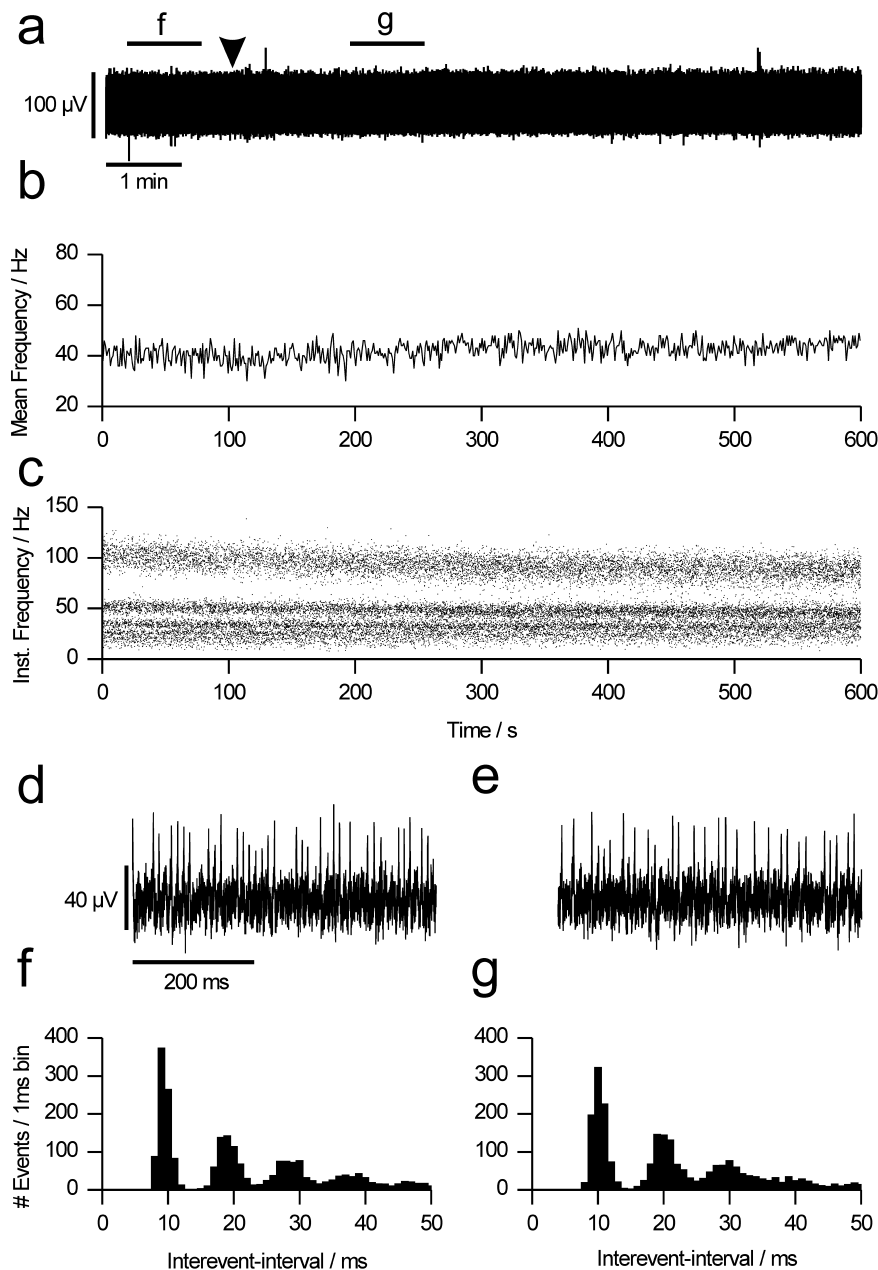 a
f
g
100 µV
1 min
b
Mean Frequency / Hz
80
60
40
20
0 100 200 300 400 500 600
c
Inst. Frequency / Hz
150
100
50
0
0 100 200 300 400 500 600
Time / s
d
e
40 µV
200 ms
f
g
# Events / 1ms bin
400
300
200
100
0
0 10 20 30 40 50
Interevent-interval / ms
400
300
200
100
0
0 10 20 30 40 50
Interevent-interval / ms